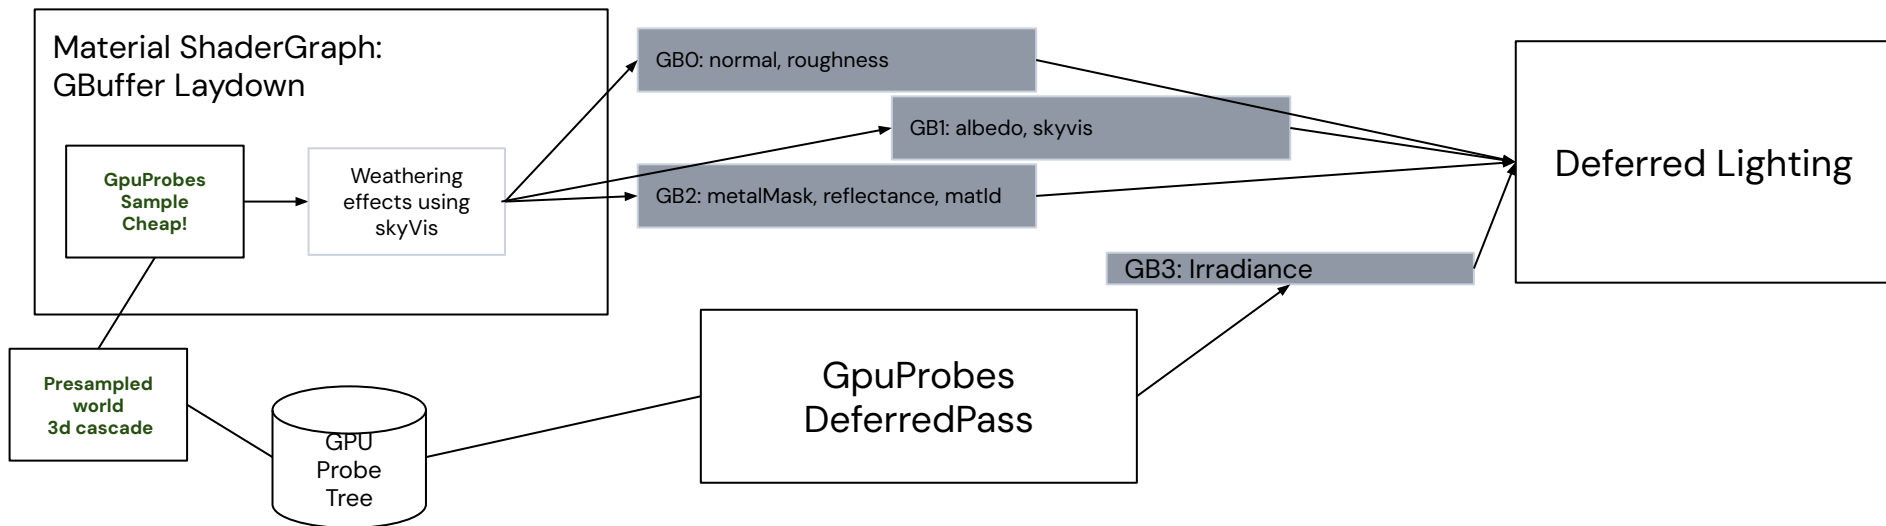 Material ShaderGraph:
GBuffer Laydown
GpuProbes
Sample
Cheap!
Weathering
effects using
skyVis
GB0: normal, roughness
GB1: albedo, skyvis
GB2: metalMask, reflectance, matId
GB3: Irradiance
Deferred Lighting
Presampled
world
3d cascade
GPU
Probe
Tree
GpuProbes
DeferredPass